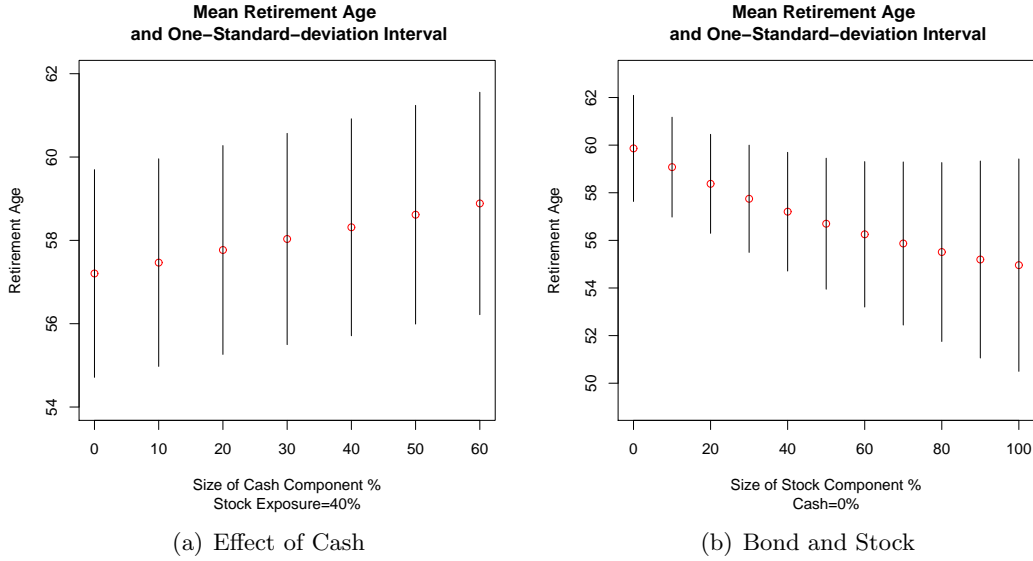 Mean Retirement Age
and One−Standard−deviation Interval
62
60
58
56
54
Retirement Age
0 10 20 30 40 50 60
Size of Cash Component %
Stock Exposure=40%
(a) Effect of Cash
Mean Retirement Age
and One−Standard−deviation Interval
62
60
58
56
54
52
50
Retirement Age
0 20 40 60 80 100
Size of Stock Component %
Cash=0%
(b) Bond and Stock